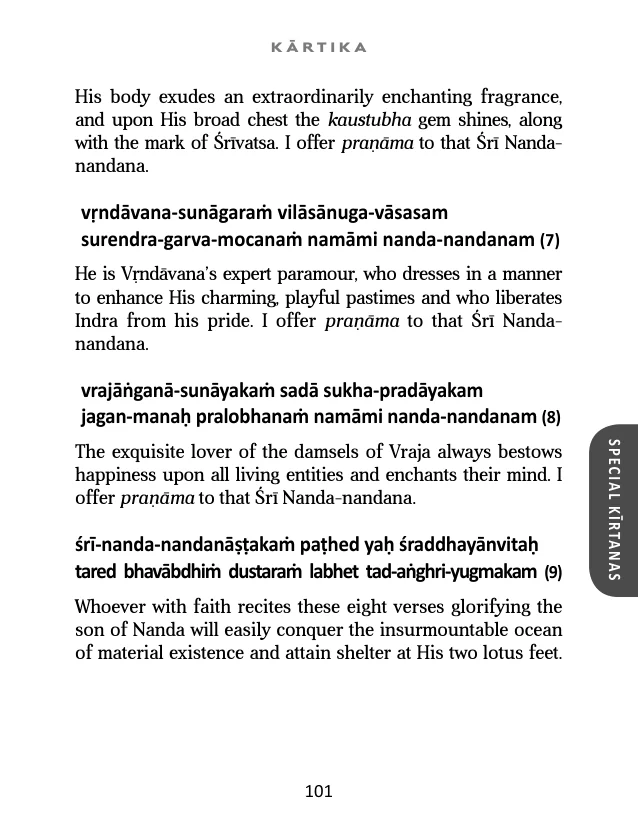 KĀRTIKA
His body exudes an extraordinarily enchanting fragrance,
and upon His broad chest the kaustubha gem shines, along
with the mark of Śrīvatsa. I offer praṇāma to that Śrī Nanda-
nandana.
vṛndāvana-sunāgaraṁ vilāsānuga-vāsasam
surendra-garva-mocanaṁ namāmi nanda-nandanam (7)
He is Vṛndāvana’s expert paramour, who dresses in a manner
to enhance His charming, playful pastimes and who liberates
Indra from his pride. I offer praṇāma to that Śrī Nanda-
nandana.
vrajāṅganā-sunāyakaṁ sadā sukha-pradāyakam
jagan-manaḥ pralobhanaṁ namāmi nanda-nandanam (8)
The exquisite lover of the damsels of Vraja always bestows
happiness upon all living entities and enchants their mind. I
offer praṇāma to that Śrī Nanda-nandana.
SPECIAL KĪRTANAS
śrī-nanda-nandanāṣṭakaṁ paṭhed yaḥ śraddhayānvitaḥ
tared bhavābdhiṁ dustaraṁ labhet tad-aṅghri-yugmakam (9)
Whoever with faith recites these eight verses glorifying the
son of Nanda will easily conquer the insurmountable ocean
of material existence and attain shelter at His two lotus feet.
101